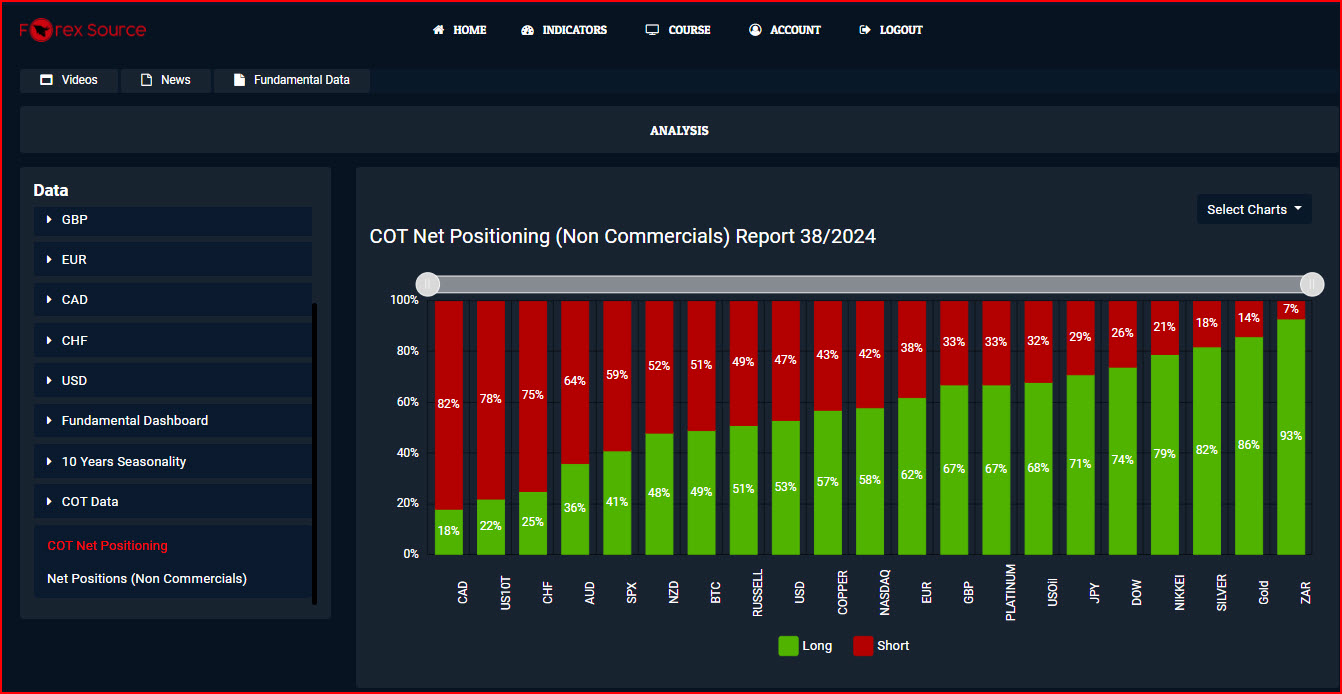 Forex Source
HOME INDICATORS COURSE ACCOUNT LOGOUT
Videos News Fundamental Data
ANALYSIS
Data
GBP
EUR
CAD
CHF
USD
Fundamental Dashboard
10 Years Seasonality
COT Data
COT Net Positioning
Net Positions (Non Commercials)
Select Charts
COT Net Positioning (Non Commercials) Report 38/2024
100%
80%
60%
40%
20%
0%
82% 78% 75% 64% 59% 52% 51% 49% 47% 43% 42% 38% 33% 33% 32% 29% 26% 21% 18% 14% 7%
18% 22% 25% 36% 41% 48% 49% 51% 53% 57% 58% 62% 67% 67% 68% 71% 74% 79% 82% 86% 93%
CAD US10T CHF AUD SPX NZD BTC RUSSELL USD COPPER NASDAQ EUR GBP PLATINUM USOil JPY DOW NIKKEI SILVER Gold ZAR
Long Short